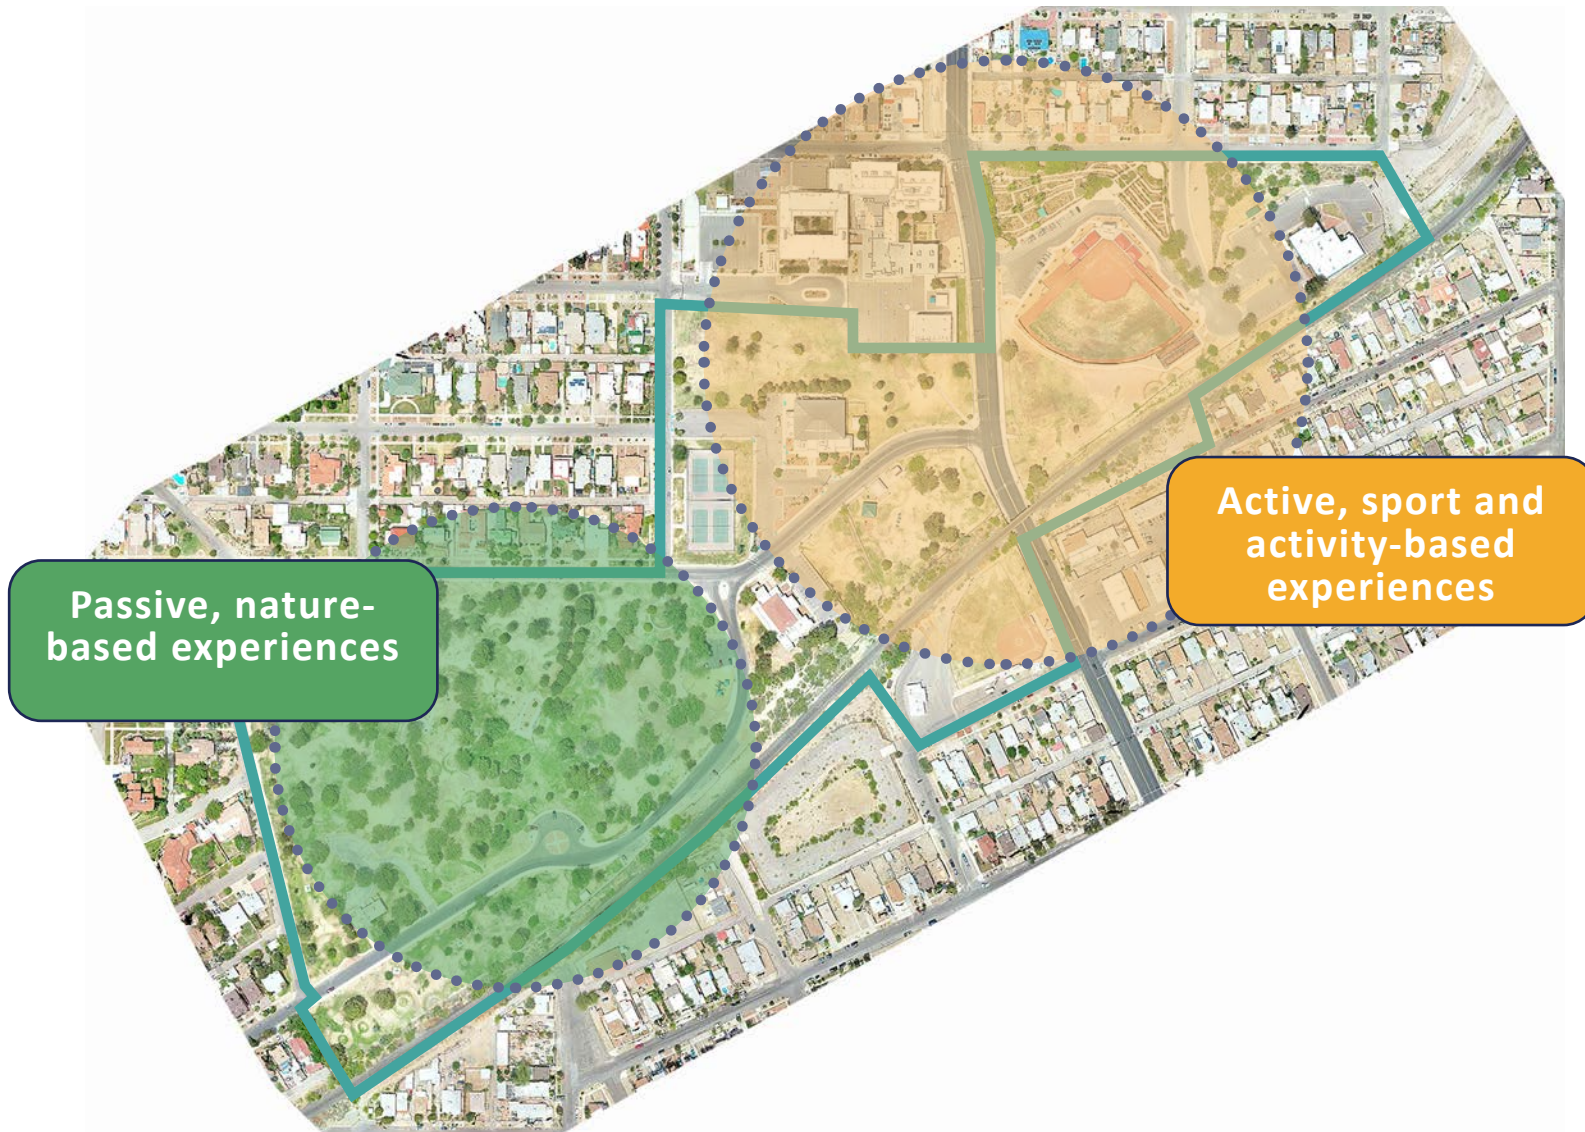 Active, sport and
activity-based
experiences
Passive, nature-
based experiences